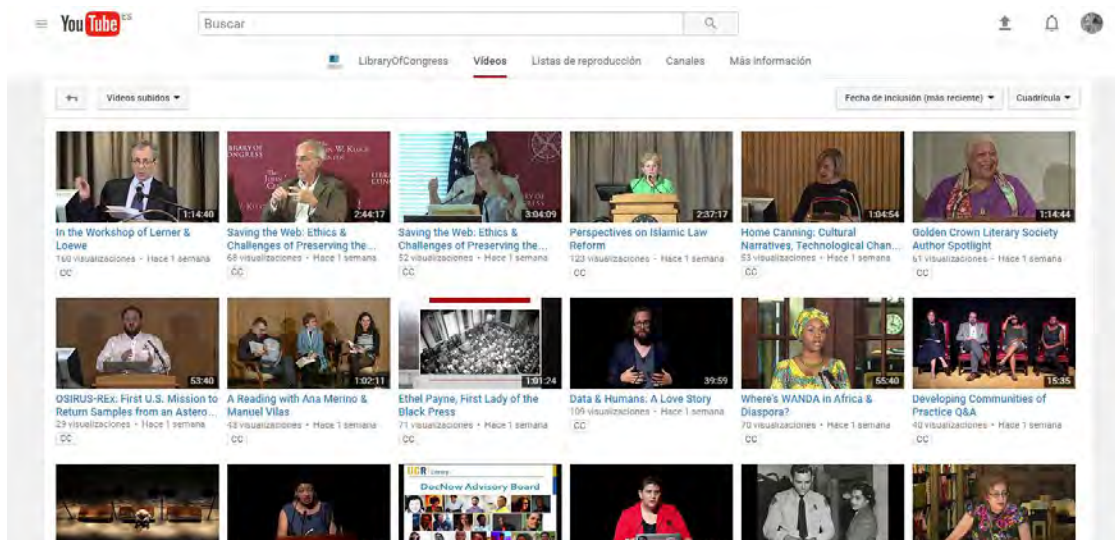 YouTube ES
Buscar
LibraryOfCongress Vídeos Listas de reproducción Canales Más información
Vídeos subidos
Fecha de inclusión (más reciente) Cuadrícula
1:14:40
2:44:17
3:04:09
2:37:17
1:04:54
1:14:44
In the Workshop of Lerner &
Loewe
160 visualizaciones • Hace 1 semana
CC
Saving the Web: Ethics &
Challenges of Preserving the...
68 visualizaciones • Hace 1 semana
CC
Saving the Web: Ethics &
Challenges of Preserving the...
52 visualizaciones • Hace 1 semana
CC
Perspectives on Islamic Law
Reform
123 visualizaciones • Hace 1 semana
CC
Home Canning: Cultural
Narratives, Technological Chan...
53 visualizaciones • Hace 1 semana
CC
Golden Crown Literary Society
Author Spotlight
61 visualizaciones • Hace 1 semana
CC
53:40
1:02:11
1:01:24
39:59
55:40
15:35
OSIRUS-REx: First U.S. Mission to
Return Samples from an Astero...
29 visualizaciones • Hace 1 semana
CC
A Reading with Ana Merino &
Manuel Vilas
43 visualizaciones • Hace 1 semana
CC
Ethel Payne, First Lady of the
Black Press
71 visualizaciones • Hace 1 semana
CC
Data & Humans: A Love Story
109 visualizaciones • Hace 1 semana
CC
Where's WANDA in Africa &
Diaspora?
70 visualizaciones • Hace 1 semana
CC
Developing Communities of
Practice Q&A
40 visualizaciones • Hace 1 semana
CC
UCR Library
DocNow Advisory Board